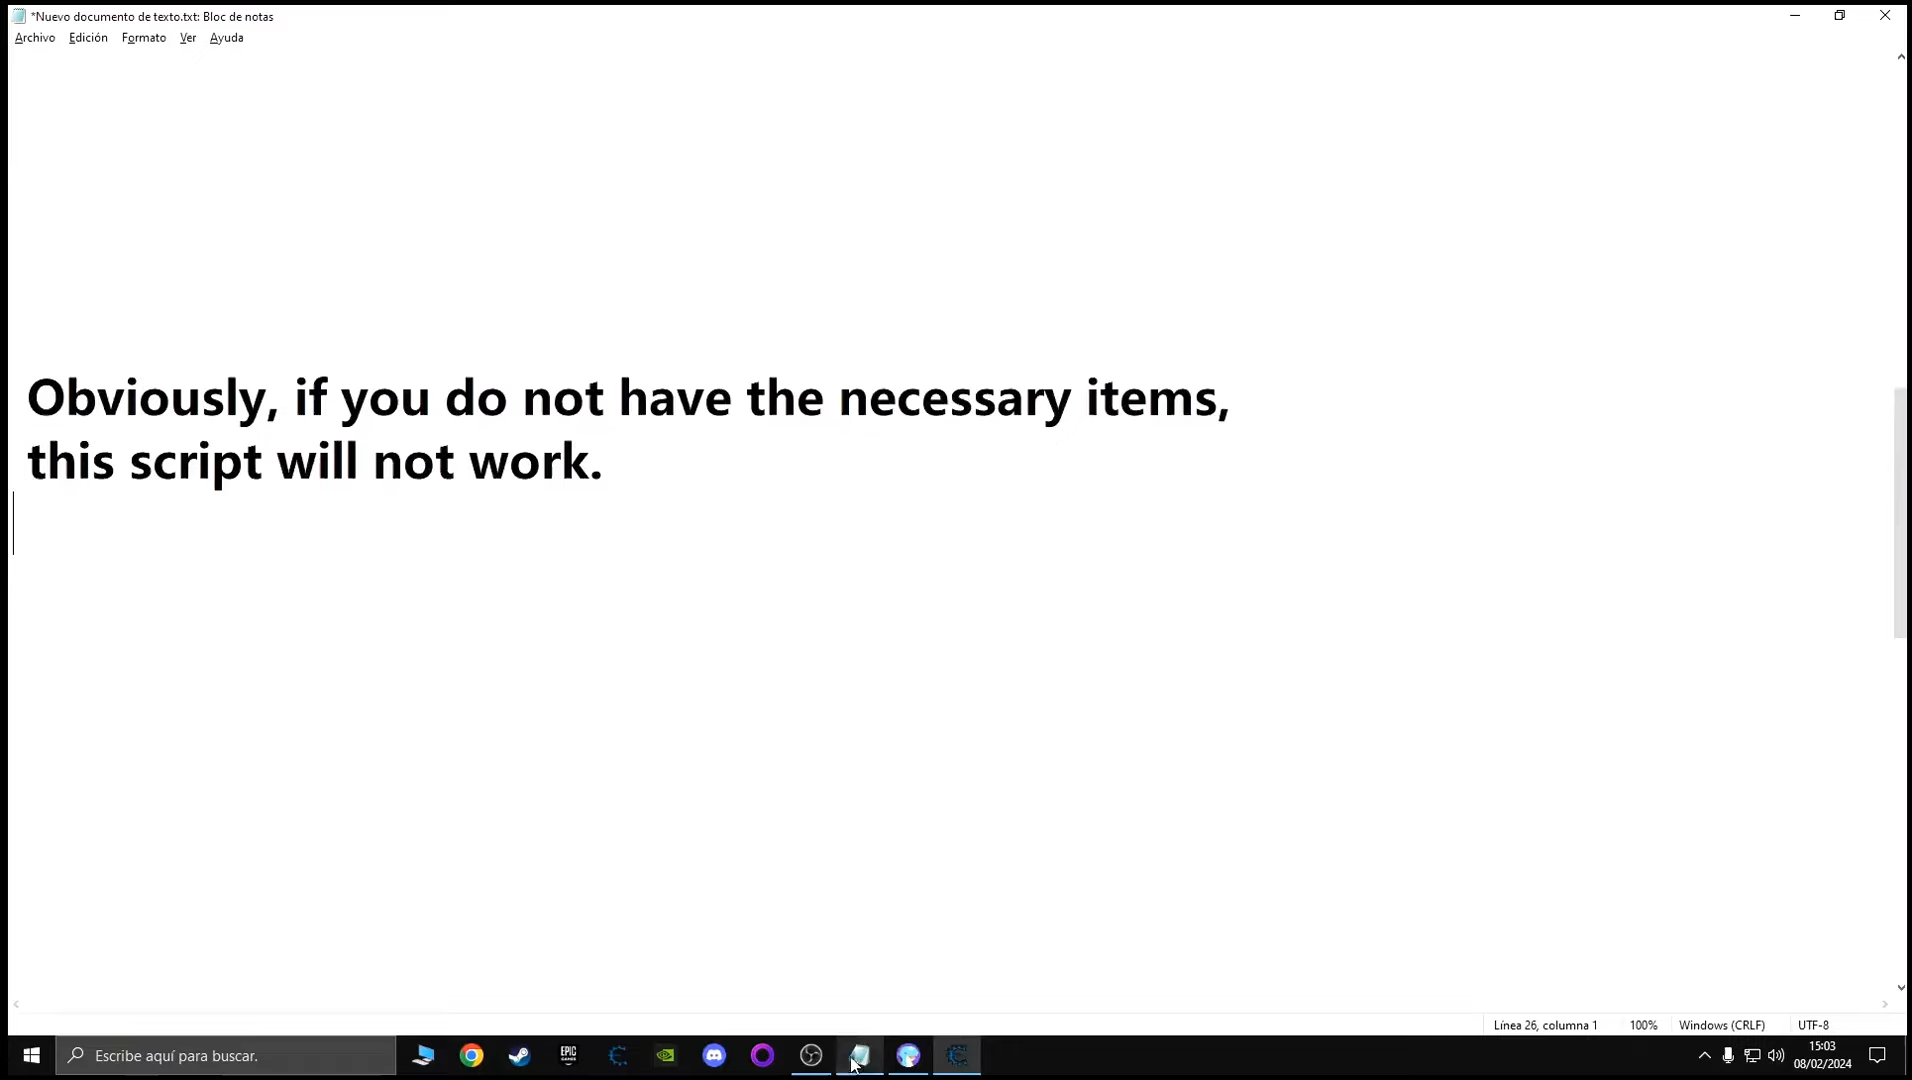 *Nuevo documento de texto.txt: Bloc de notas
Archivo Edición Formato Ver Ayuda
Obviously, if you do not have the necessary items,
this script will not work.
Línea 26, columna 1 100% Windows (CRLF) UTF-8
Escribe aquí para buscar.
EPIC
GAMES
15:03
08/02/2024